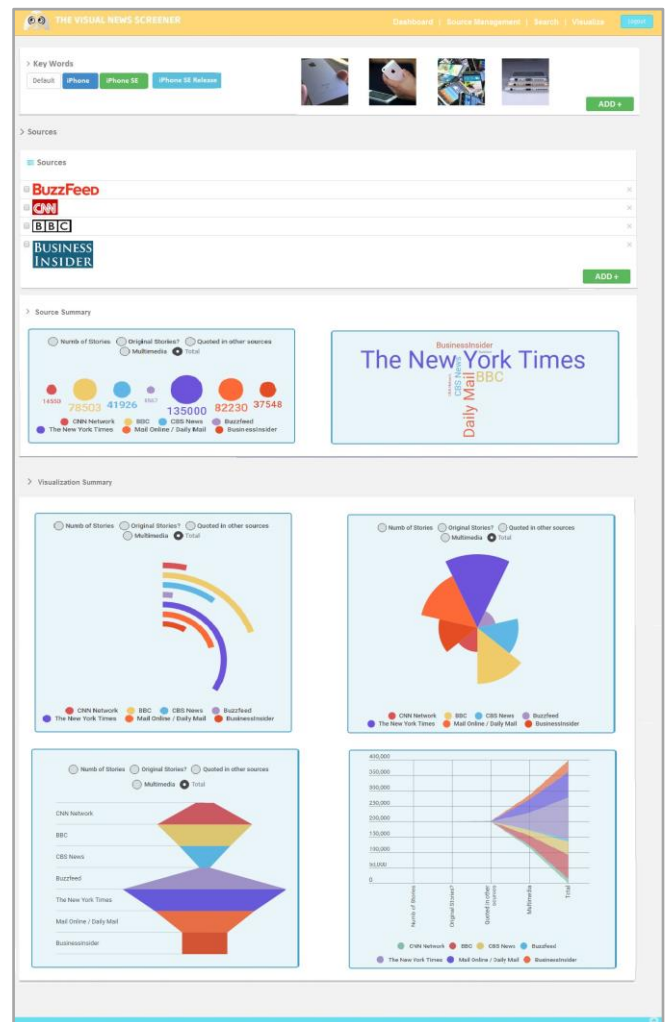 THE VISUAL NEWS SCREENER
Dashboard | Source Management | Search | Visualize
Logout
> Key Words
Default iPhone iPhone SE iPhone SE Release
ADD +
> Sources
Sources
BuzzFeed
CNN
BBC
BUSINESS
INSIDER
ADD +
> Source Summary
Numb of Stories Original Stories? Quoted in other sources
Multimedia Total
78503 41926 135000 82230 37548
CNN Network BBC CBS News Buzzfeed
The New York Times Mail Online / Daily Mail BusinessInsider
BusinessInsider
The New York Times
CBS News
BBC
Daily Mail
> Visualization Summary
Numb of Stories Original Stories? Quoted in other sources
Multimedia Total
CNN Network BBC CBS News Buzzfeed
The New York Times Mail Online / Daily Mail BusinessInsider
Numb of Stories Original Stories? Quoted in other sources
Multimedia Total
CNN Network BBC CBS News Buzzfeed
The New York Times Mail Online / Daily Mail BusinessInsider
Numb of Stories Original Stories? Quoted in other sources
Multimedia Total
CNN Network
BBC
CBS News
Buzzfeed
The New York Times
Mail Online / Daily Mail
BusinessInsider
400,000
350,000
300,000
250,000
200,000
150,000
100,000
50,000
0
Numb of Stories
Original Stories?
Quoted in other
sources
Multimedia
Total
CNN Network BBC CBS News Buzzfeed
The New York Times Mail Online / Daily Mail BusinessInsider